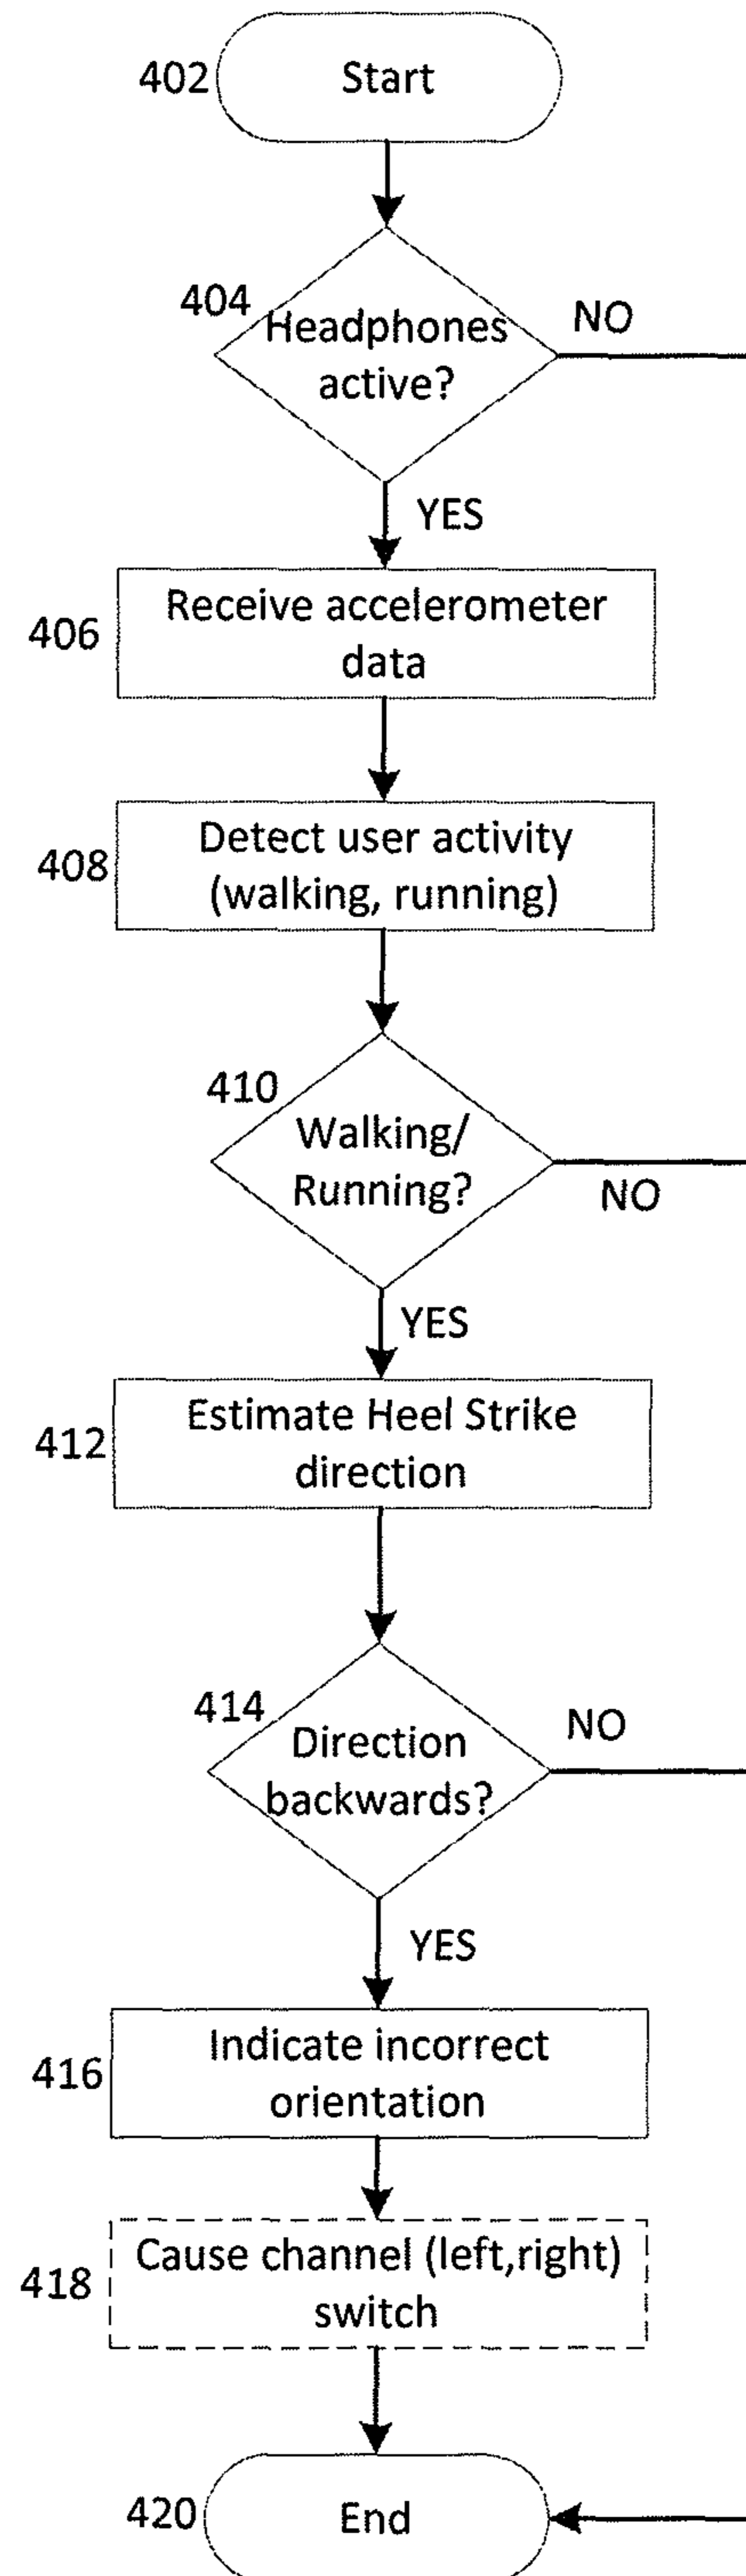 402 Start
404 Headphones NO
active?
YES
406 Receive accelerometer
data
408 Detect user activity
(walking, running)
410 Walking/
Running?
NO
YES
412 Estimate Heel Strike
direction
414 Direction NO
backwards?
YES
416 Indicate incorrect
orientation
418 Cause channel (left,right)
switch
420 End